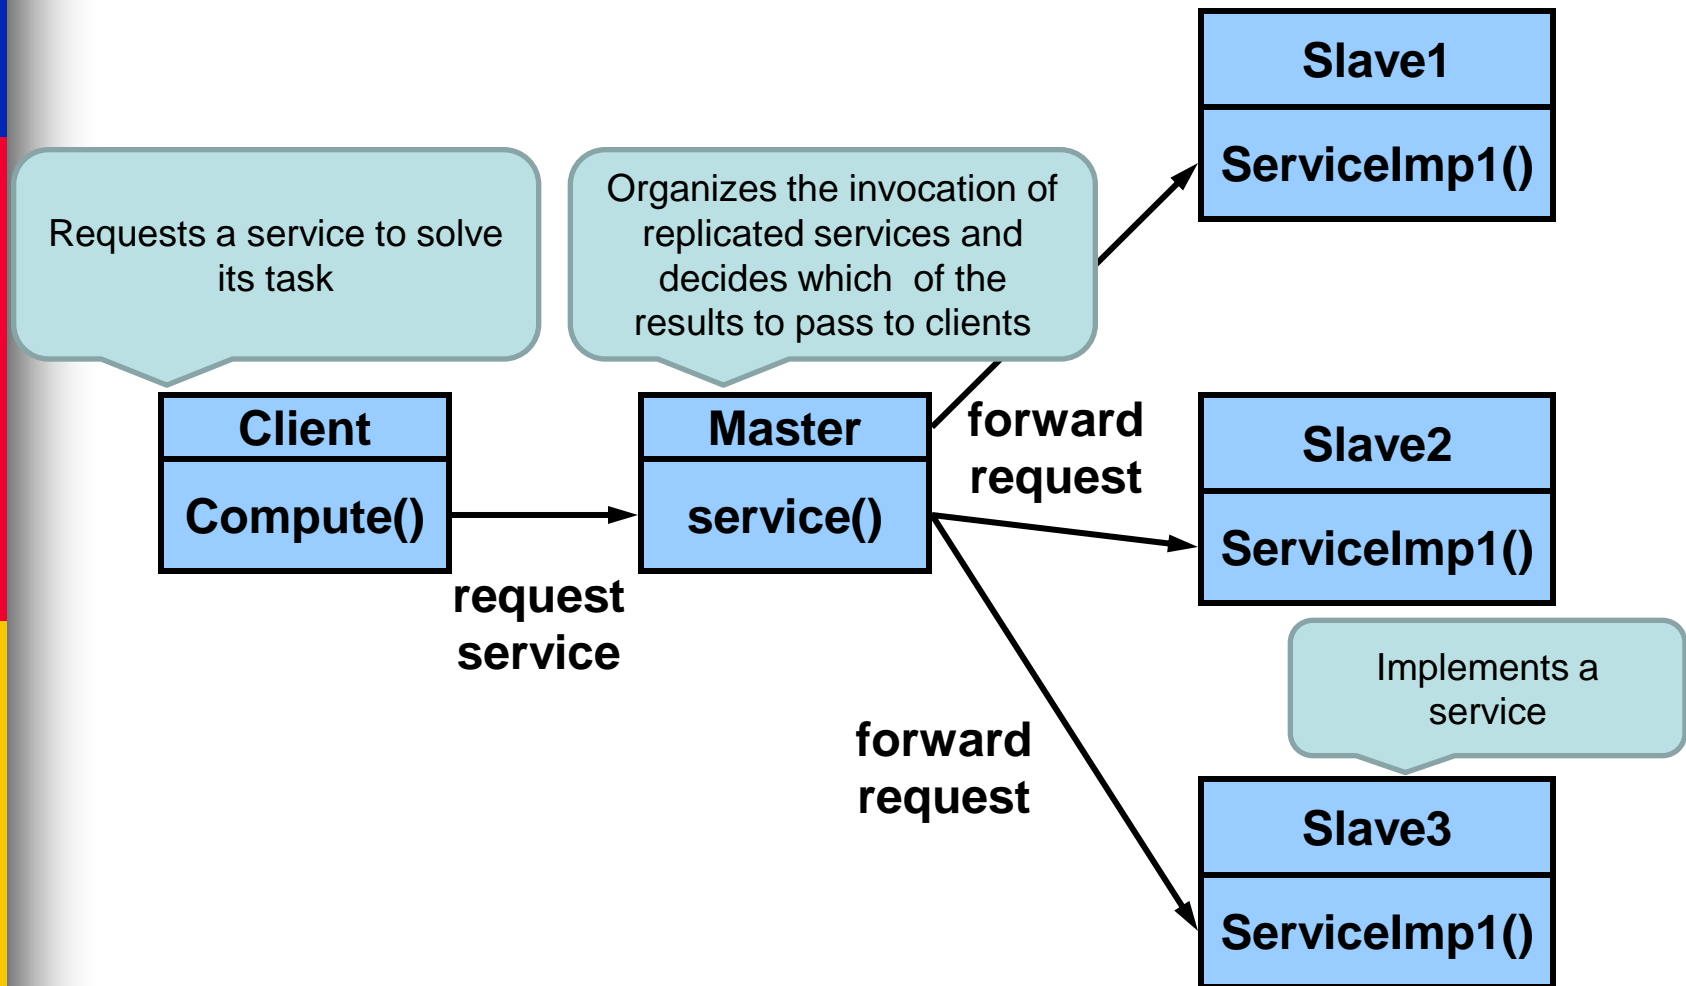 Slave1
ServiceImp1()
Requests a service to solve
its task
Organizes the invocation of
replicated services and
decides which  of the
results to pass to clients
Client
Compute()
request
service
Master
service()
forward
request
Slave2
ServiceImp1()
Implements a
service
forward
request
Slave3
ServiceImp1()